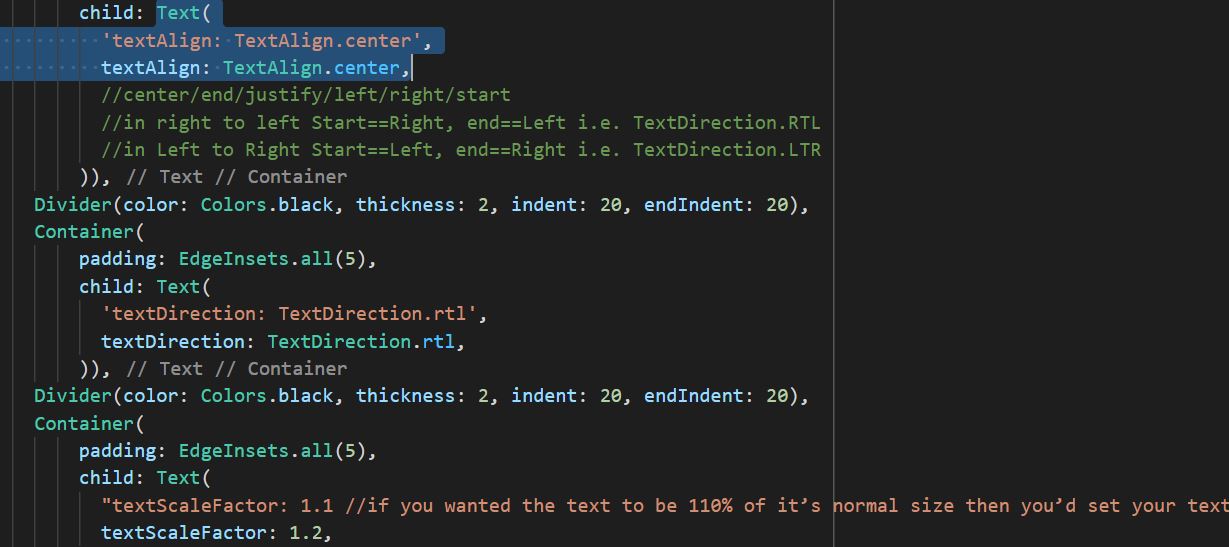 child: Text(
'textAlign: TextAlign.center',
textAlign: TextAlign.center,
//center/end/justify/left/right/start
//in right to left Start==Right, end==Left i.e. TextDirection.RTL
//in Left to Right Start==Left, end==Right i.e. TextDirection.LTR
)), // Text // Container
Divider(color: Colors.black, thickness: 2, indent: 20, endIndent: 20),
Container(
padding: EdgeInsets.all(5),
child: Text(
'textDirection: TextDirection.rtl',
textDirection: TextDirection.rtl,
)), // Text // Container
Divider(color: Colors.black, thickness: 2, indent: 20, endIndent: 20),
Container(
padding: EdgeInsets.all(5),
child: Text(
"textScaleFactor: 1.1 //if you wanted the text to be 110% of it’s normal size then you’d set your text
textScaleFactor: 1.2,